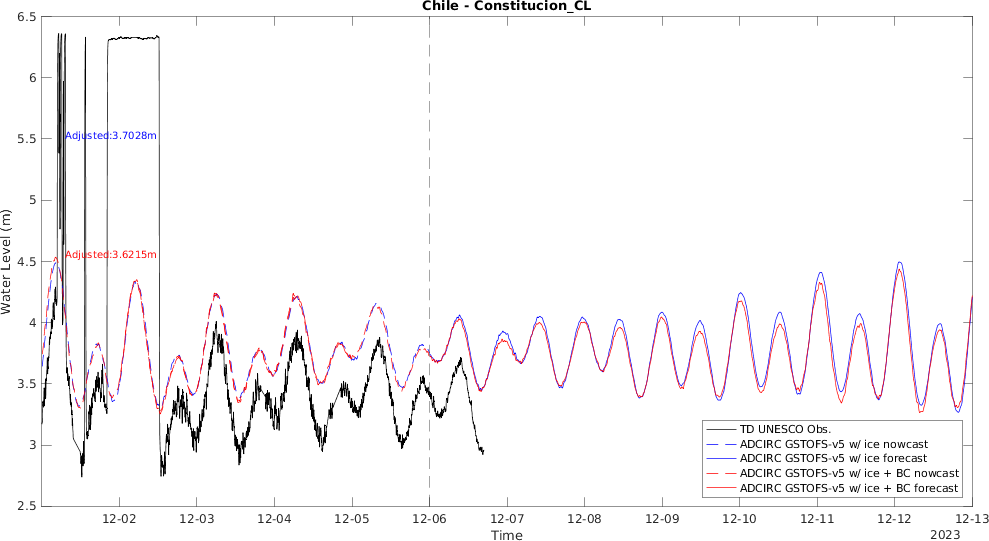 Chile - Constitucion_CL
6.5
6
5.5
5
4.5
4
3.5
3
2.5
Water Level (m)
Adjusted:3.7028m
Adjusted:3.6215m
TD UNESCO Obs.
ADCIRC GSTOFS-v5 w/ ice nowcast
ADCIRC GSTOFS-v5 w/ ice forecast
ADCIRC GSTOFS-v5 w/ ice + BC nowcast
ADCIRC GSTOFS-v5 w/ ice + BC forecast
12-02 12-03 12-04 12-05 12-06 12-07 12-08 12-09 12-10 12-11 12-12 12-13
Time
2023